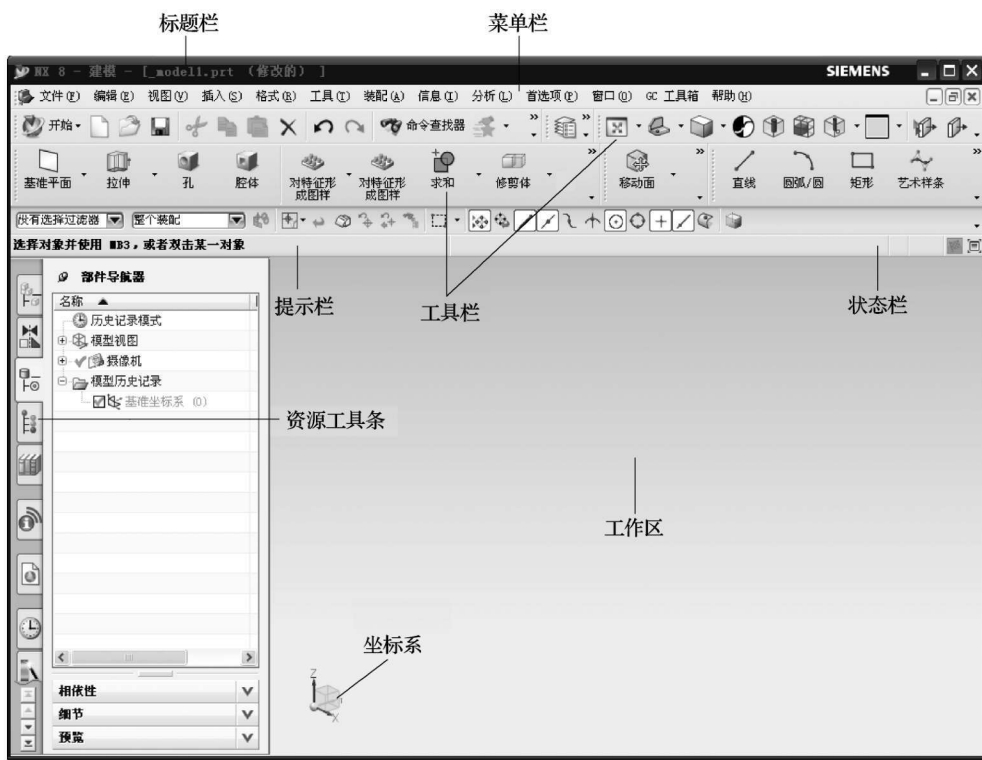 标题栏
菜单栏
NX 8 - 建模 - [_model1.prt （修改的） ]
SIEMENS
文件(F) 编辑(E) 视图(V) 插入(S) 格式(R) 工具(T) 装配(A) 信息(I) 分析(L) 首选项(P) 窗口(O) GC 工具箱 帮助(H)
开始
命令查找器
基准平面
拉伸
孔
腔体
对特征形成图样
对特征形成图样
求和
修剪体
移动面
直线
圆弧/圆
矩形
艺术样条
没有选择过滤器
整个装配
选择对象并使用 MB3，或者双击某一对象
部件导航器
提示栏
工具栏
状态栏
名称
历史记录模式
模型视图
摄像机
模型历史记录
基准坐标系 (0)
资源工具条
工作区
坐标系
Z
X
相依性
细节
预览